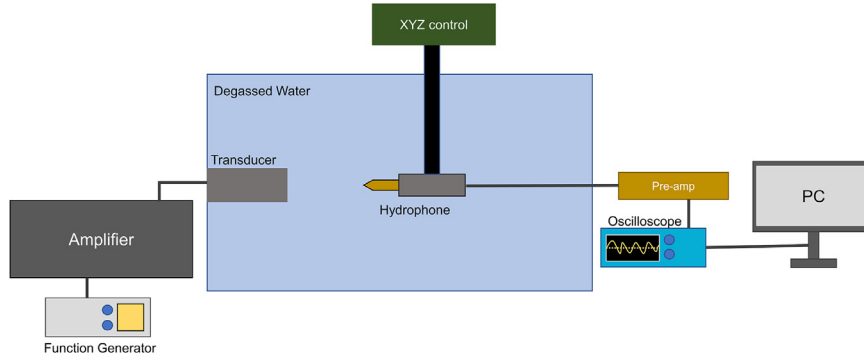 XYZ control
Degassed Water
Transducer
Hydrophone
Pre-amp
Oscilloscope
PC
Amplifier
Function Generator